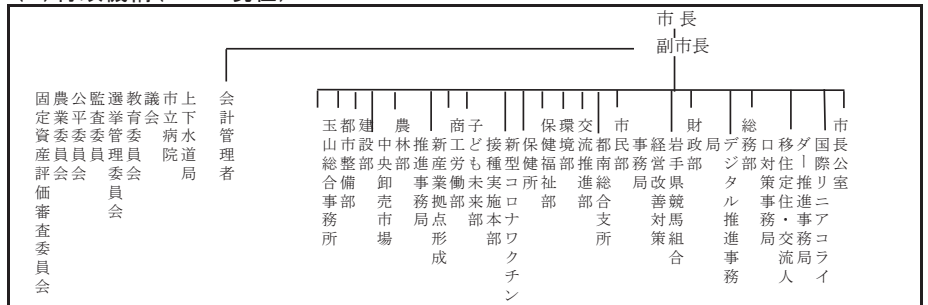 市長
副市長
市長公室
国際リニアコライ
ダー推進事務局
移住定住・交流人
口対策事務局
総務部
デジタル推進事務
局
財政部
岩手県競馬組合
経営改善対策
事務局
市民部
都南総合支所
交流推進部
環境部
保健福祉部
保健所
新型コロナワクチン
接種実施本部
子ども未来部
商工労働部
新産業拠点形成
推進事務局
農林部
中央卸売市場
建設部
都市整備部
玉山総合事務所
会計管理者
上下水道局
市立病院
議会
教育委員会
選挙管理委員会
監査委員
公平委員会
農業委員会
固定資産評価審査委員会